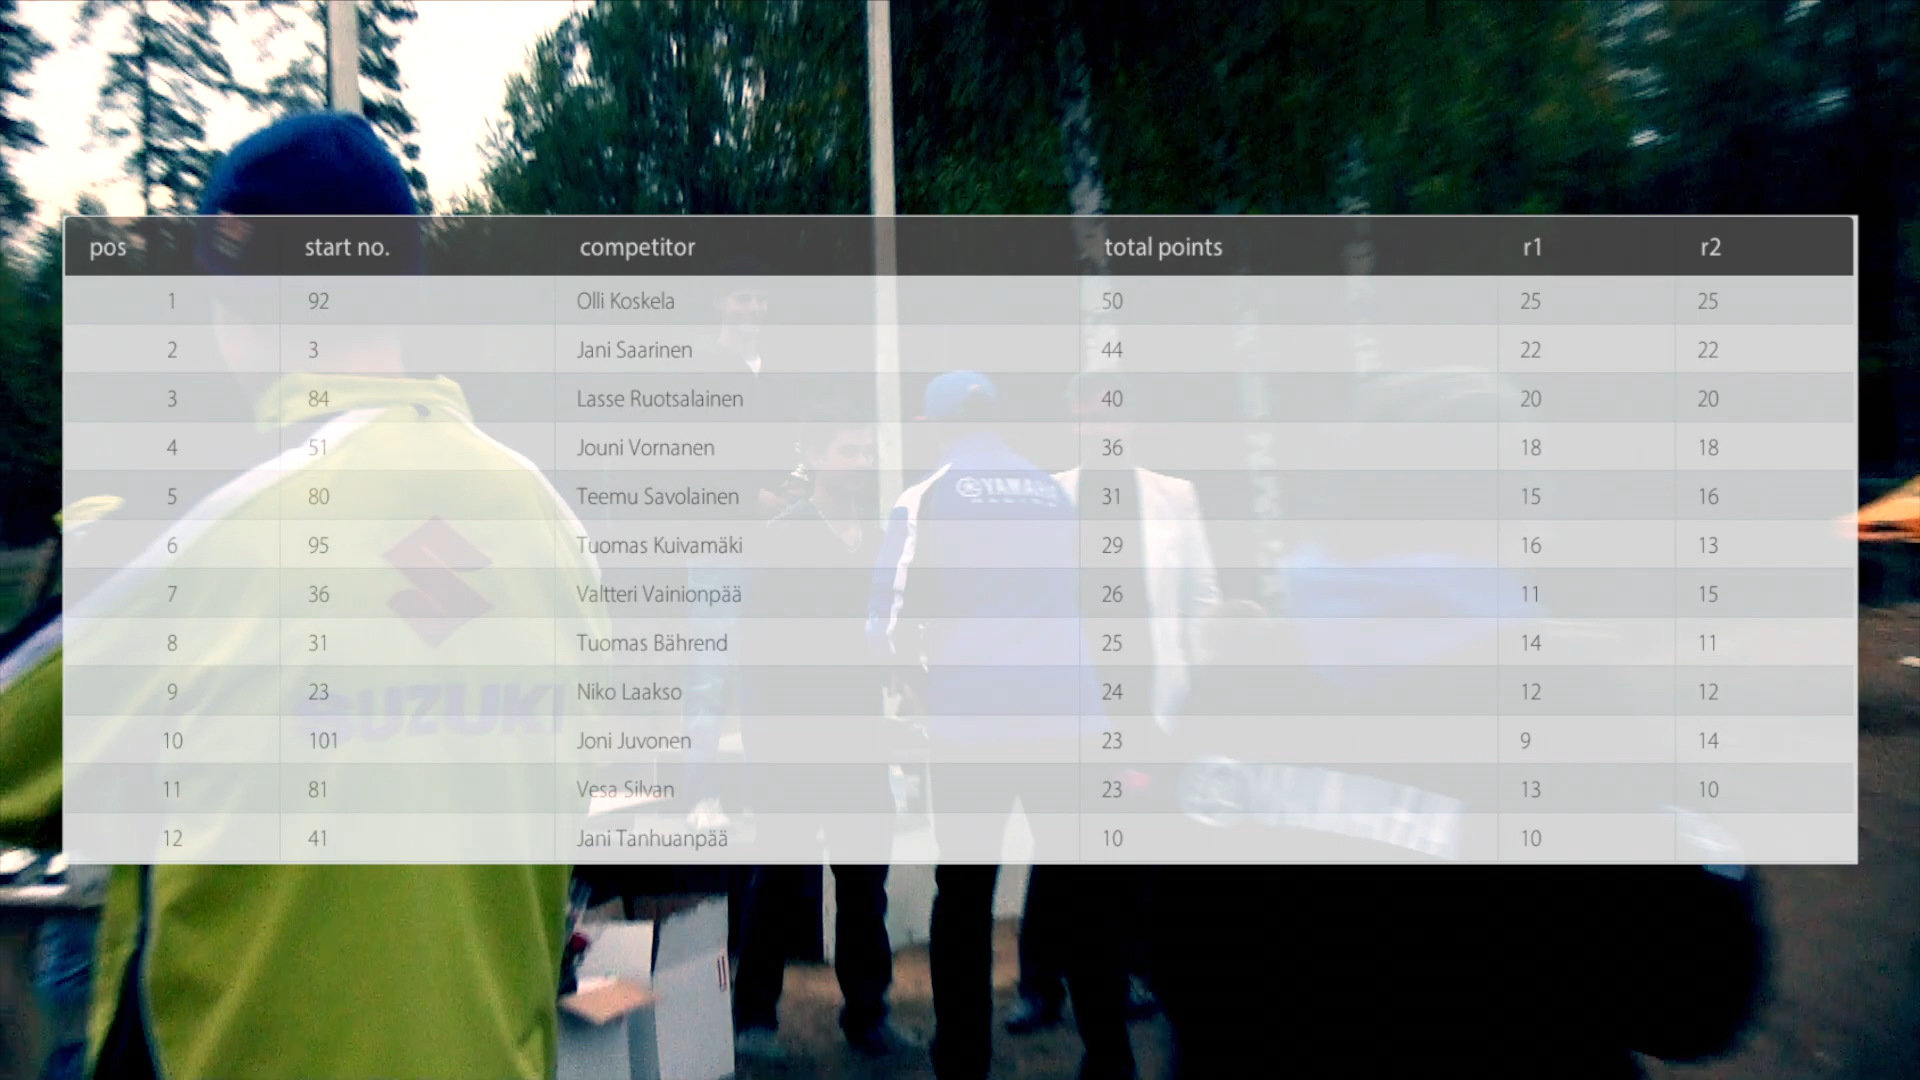 pos start no. competitor total points r1 r2
1 92 Olli Koskela 50 25 25
2 3 Jani Saarinen 44 22 22
3 84 Lasse Ruotsalainen 40 20 20
4 51 Jouni Vornanen 36 18 18
5 80 Teemu Savolainen 31 15 16
6 95 Tuomas Kuivamäki 29 16 13
7 36 Valtteri Vainionpää 26 11 15
8 31 Tuomas Bährend 25 14 11
9 23 Niko Laakso 24 12 12
10 101 Joni Juvonen 23 9 14
11 81 Vesa Silvan 23 13 10
12 41 Jani Tanhuanpää 10 10
YAMAHA
SUZUKI